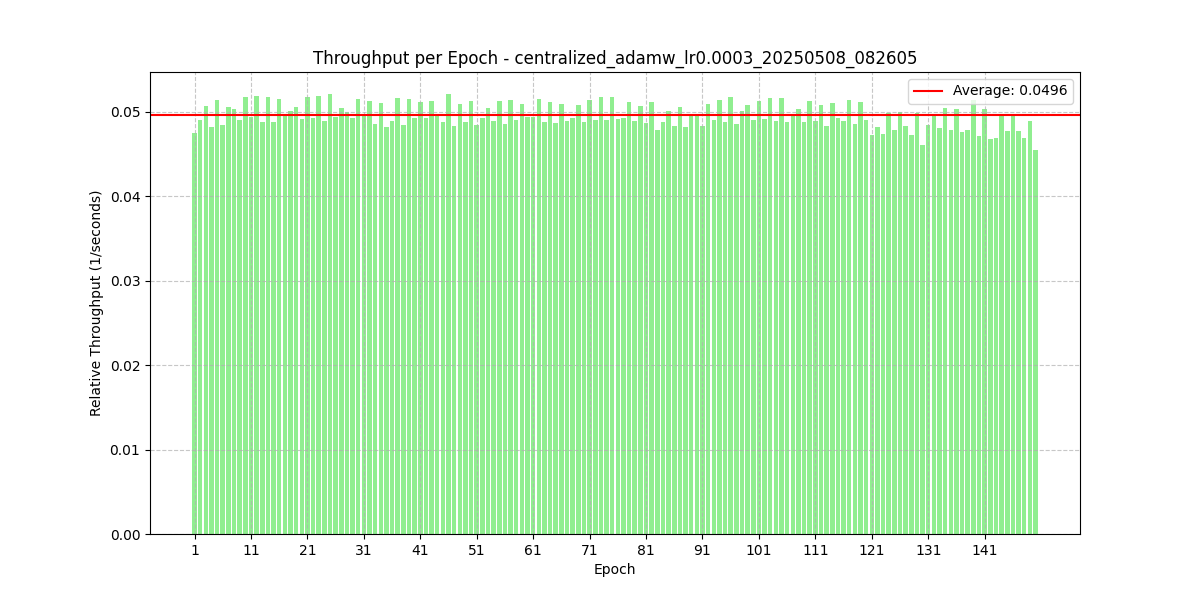 Throughput per Epoch - centralized_adamw_lr0.0003_20250508_082605
Average: 0.0496
Relative Throughput (1/seconds)
0.05
0.04
0.03
0.02
0.01
0.00
1 11 21 31 41 51 61 71 81 91 101 111 121 131 141
Epoch